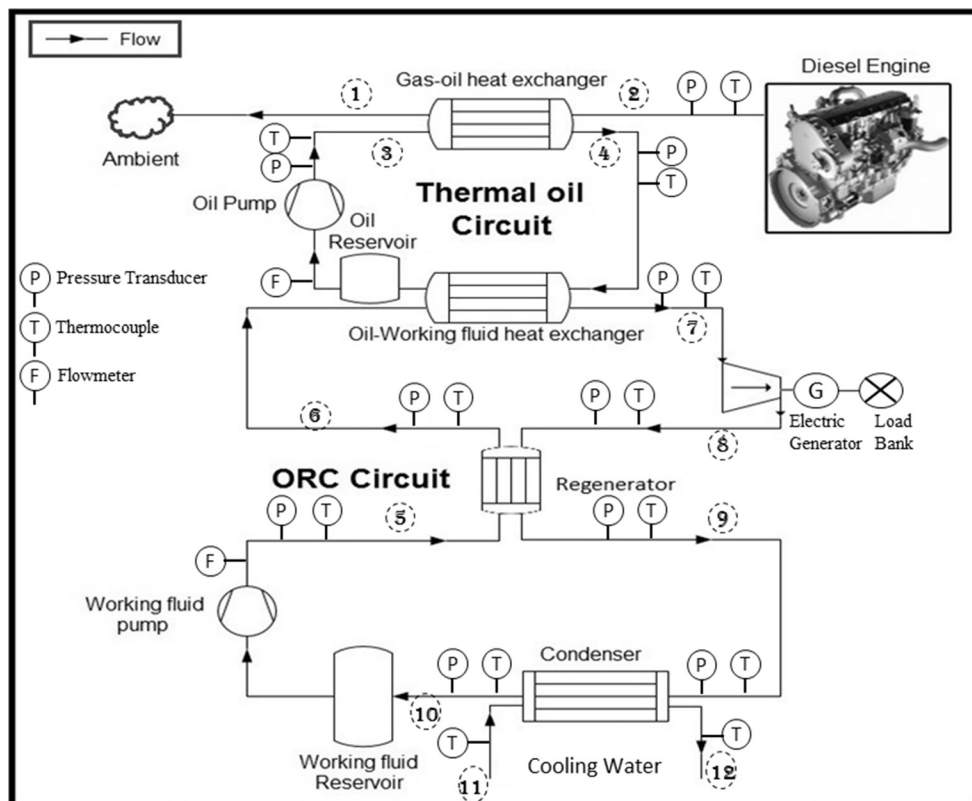 Flow
Diesel Engine
Gas-oil heat exchanger
1
2
P
T
Ambient
T
P
3
4
P
T
Oil Pump
Thermal oil
Circuit
Oil
Reservoir
F
P
T
P
Pressure Transducer
T
Thermocouple
F
Flowmeter
Oil-Working fluid heat exchanger
7
G
Electric
Generator
Load
Bank
6
P
T
P
T
8
ORC Circuit
Regenerator
P
T
5
P
T
9
F
Working fluid
pump
Condenser
P
T
P
T
10
T
T
Working fluid
Reservoir
11
Cooling Water
12